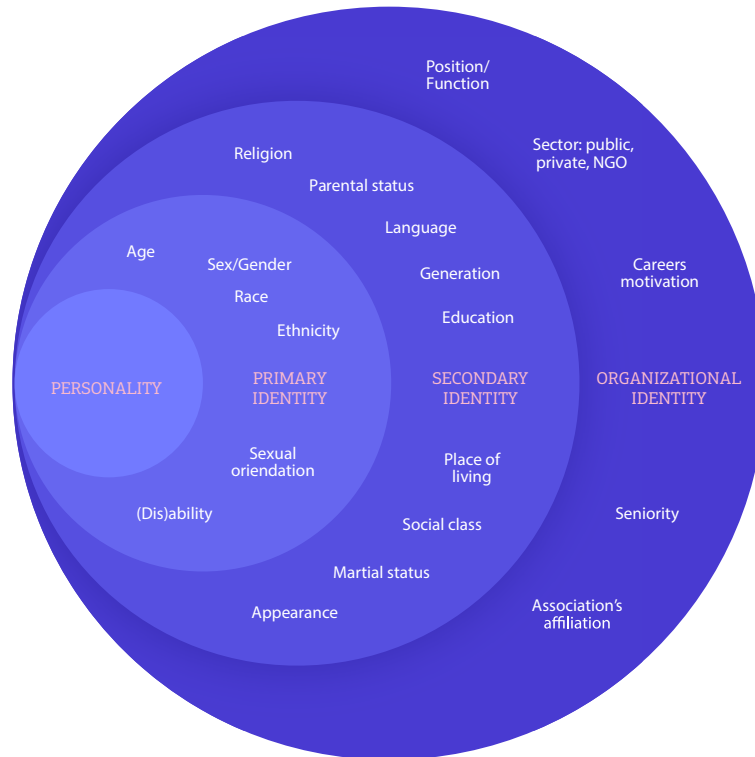 Position/
Function
Sector: public,
private, NGO
Religion
Parental status
Language
Age
Sex/Gender
Careers
motivation
Generation
Race
Education
Ethnicity
PERSONALITY
PRIMARY
IDENTITY
SECONDARY
IDENTITY
ORGANIZATIONAL
IDENTITY
Sexual
oriendation
Place of
living
(Dis)ability
Social class
Seniority
Martial status
Appearance
Association's
affiliation